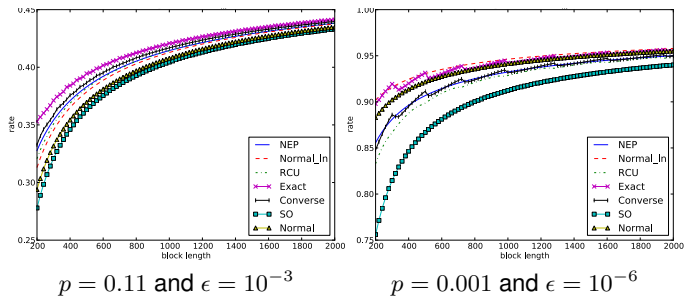 0.45
0.40
0.35
0.30
0.25
rate
200 400 600 800 1000 1200 1400 1600 1800 2000
block length
NEP
Normal_ln
RCU
Exact
Converse
SO
Normal
p = 0.11 and ϵ = 10⁻³
1.00
0.95
0.90
0.85
0.80
0.75
rate
200 400 600 800 1000 1200 1400 1600 1800 2000
block length
NEP
Normal_ln
RCU
Exact
Converse
SO
Normal
p = 0.001 and ϵ = 10⁻⁶